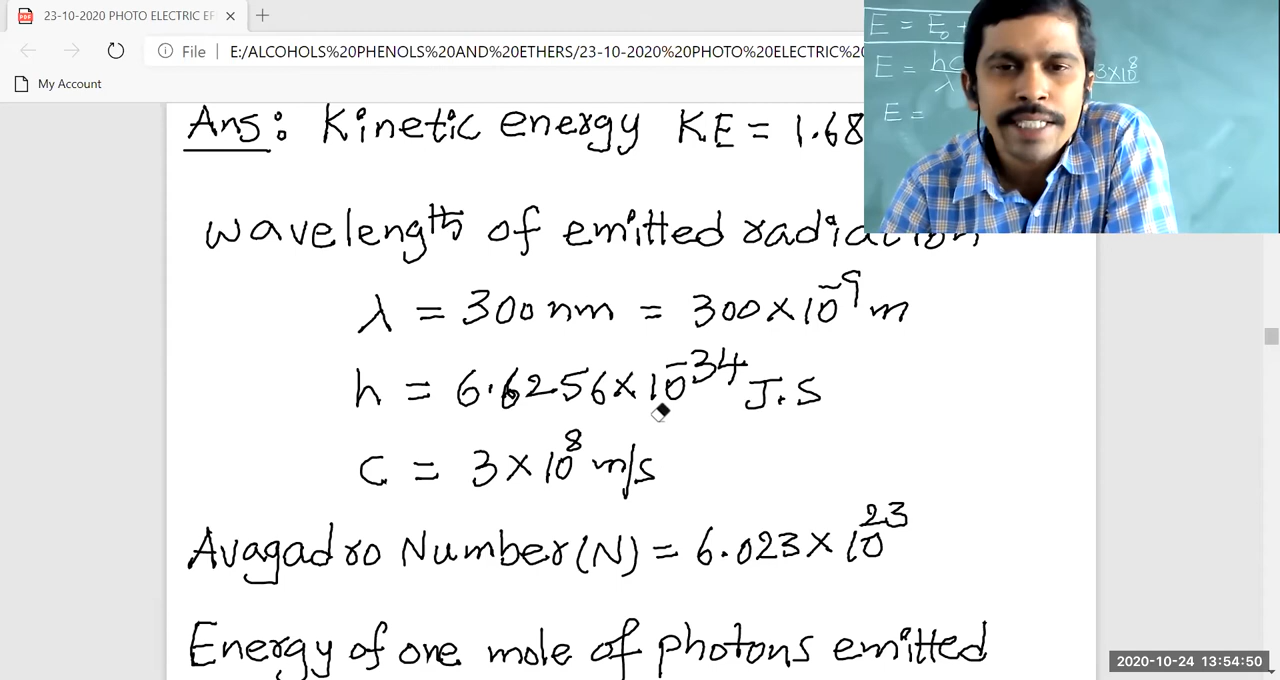 23-10-2020 PHOTO ELECTRIC EF
File
E:/ALCOHOLS%20PHENOLS%20AND%20ETHERS/23-10-2020%20PHOTO%20ELECTRIC%20
My Account
E = E₀ +
E = hc/λ
3×10⁸
E =
Ans: Kinetic energy KE = 1.68
wavelength of emitted radiation
λ = 300 nm = 300×10⁻⁹ m
h = 6.6256×10⁻³⁴ J.S
C = 3×10⁸ m/s
Avagadro Number(N) = 6.023×10²³
Energy of one mole of photons emitted
2020-10-24 13:54:50